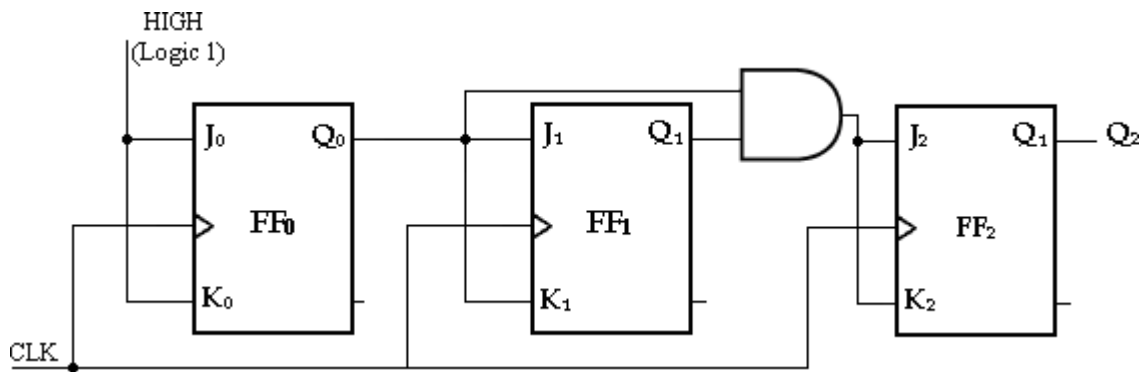 HIGH
(Logic 1)
J₀ Q₀ J₁ Q₁ J₂ Q₁ Q₂
FF₀ FF₁ FF₂
K₀ K₁ K₂
CLK